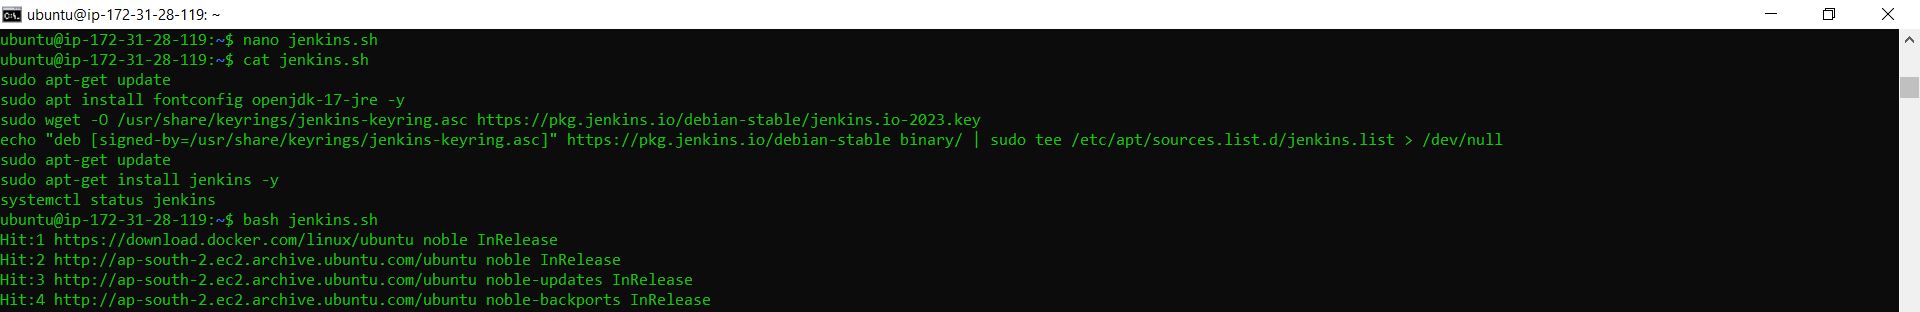 ubuntu@ip-172-31-28-119: ~
ubuntu@ip-172-31-28-119:~$ nano jenkins.sh
ubuntu@ip-172-31-28-119:~$ cat jenkins.sh
sudo apt-get update
sudo apt install fontconfig openjdk-17-jre -y
sudo wget -O /usr/share/keyrings/jenkins-keyring.asc https://pkg.jenkins.io/debian-stable/jenkins.io-2023.key
echo "deb [signed-by=/usr/share/keyrings/jenkins-keyring.asc]" https://pkg.jenkins.io/debian-stable binary/ | sudo tee /etc/apt/sources.list.d/jenkins.list > /dev/null
sudo apt-get update
sudo apt-get install jenkins -y
systemctl status jenkins
ubuntu@ip-172-31-28-119:~$ bash jenkins.sh
Hit:1 https://download.docker.com/linux/ubuntu noble InRelease
Hit:2 http://ap-south-2.ec2.archive.ubuntu.com/ubuntu noble InRelease
Hit:3 http://ap-south-2.ec2.archive.ubuntu.com/ubuntu noble-updates InRelease
Hit:4 http://ap-south-2.ec2.archive.ubuntu.com/ubuntu noble-backports InRelease